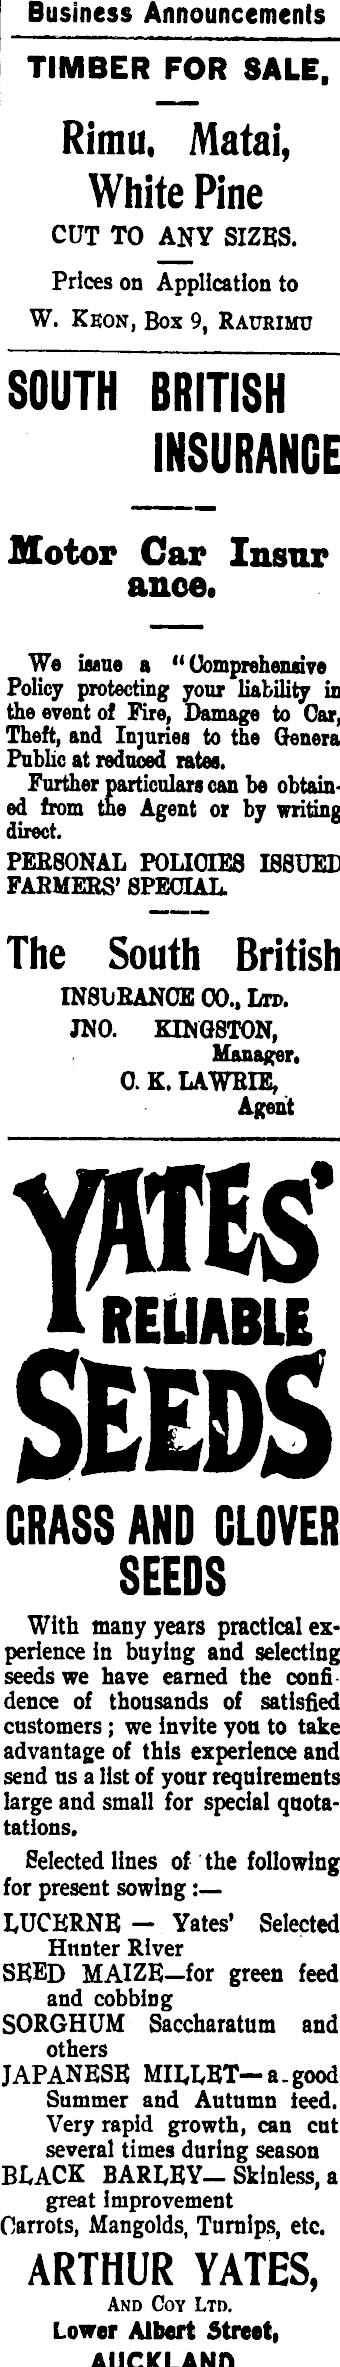 Business Announcements
TIMBER FOR SALE,
Rimu, Matai,
White Pine
CUT TO ANY SIZES.
Prices on Application to
W. KEON, Box 9, RAURIMU
SOUTH BRITISH
INSURANCE
Motor Car Insur
ance.
We issue a "Comprehensive
Policy protecting your liability in
the event of Fire, Damage to Car,
Theft, and Injuries to the Genera
Public at reduced rates.
Further particulars can be obtain-
ed from the Agent or by writing
direct.
PERSONAL POLICIES ISSUED
FARMERS' SPECIAL.
The South British
INSURANCE CO., LTD.
JNO. KINGSTON,
Manager.
C. K. LAWRIE,
Agent
YATES'
RELIABLE
SEEDS
GRASS AND CLOVER
SEEDS
With many years practical ex-
perience in buying and selecting
seeds we have earned the confi-
dence of thousands of satisfied
customers; we invite you to take
advantage of this experience and
send us a list of your requirements
large and small for special quota-
tations.
Selected lines of the following
for present sowing :—
LUCERNE — Yates' Selected
Hunter River
SEED MAIZE—for green feed
and cobbing
SORGHUM Saccharatum and
others
JAPANESE MILLET—a good
Summer and Autumn feed.
Very rapid growth, can cut
several times during season
BLACK BARLEY—Skinless, a
great improvement
Carrots, Mangolds, Turnips, etc.
ARTHUR YATES,
AND COY LTD.
Lower Albert Street,
AUCKLAND